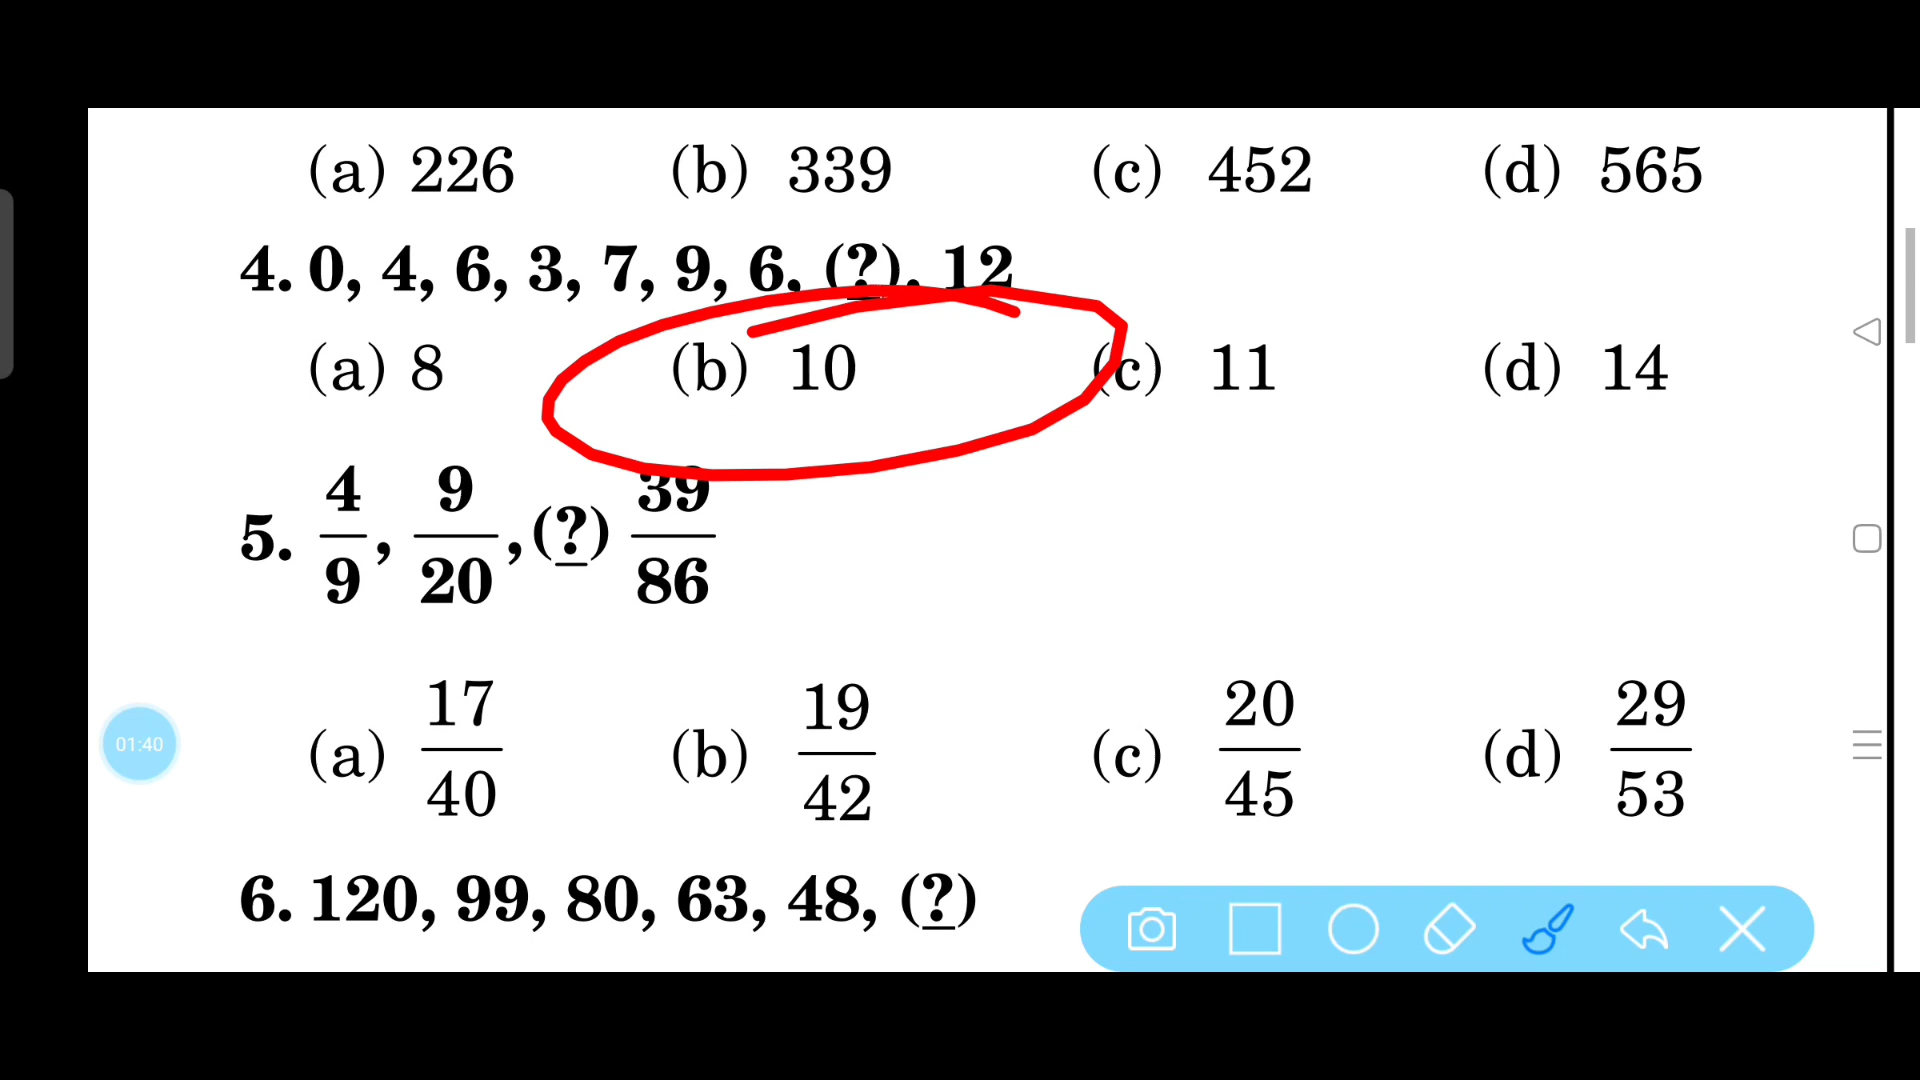 (a) 226 (b) 339 (c) 452 (d) 565
4. 0, 4, 6, 3, 7, 9, 6, (?), 12
(a) 8 (b) 10 (c) 11 (d) 14
5. 4/9, 9/20, (?) 39/86
(a) 17/40 (b) 19/42 (c) 20/45 (d) 29/53
01:40
6. 120, 99, 80, 63, 48, (?)